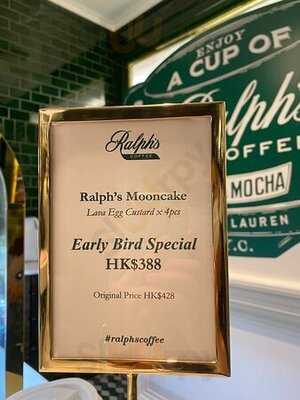 ENJOY
A CUP OF
Ralph's
COFFEE
MOCHA
LAUREN
Ralph's
COFFEE
Ralph's Mooncake
Lava Egg Custard x 4pcs
Early Bird Special
HK$388
Original Price HK$428
#ralphscoffee